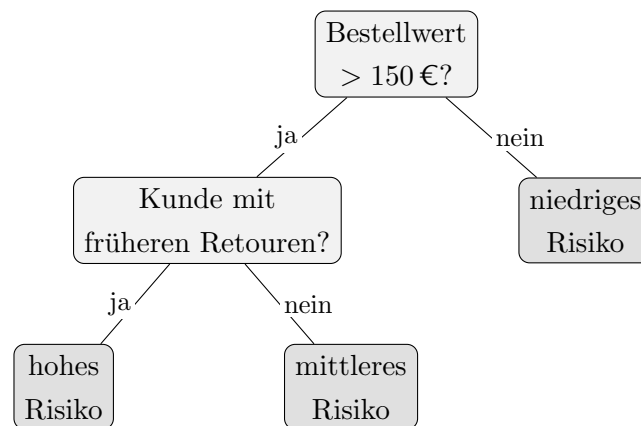 Bestellwert
> 150 €?
ja
nein
Kunde mit
früheren Retouren?
niedriges
Risiko
ja
nein
hohes
Risiko
mittleres
Risiko